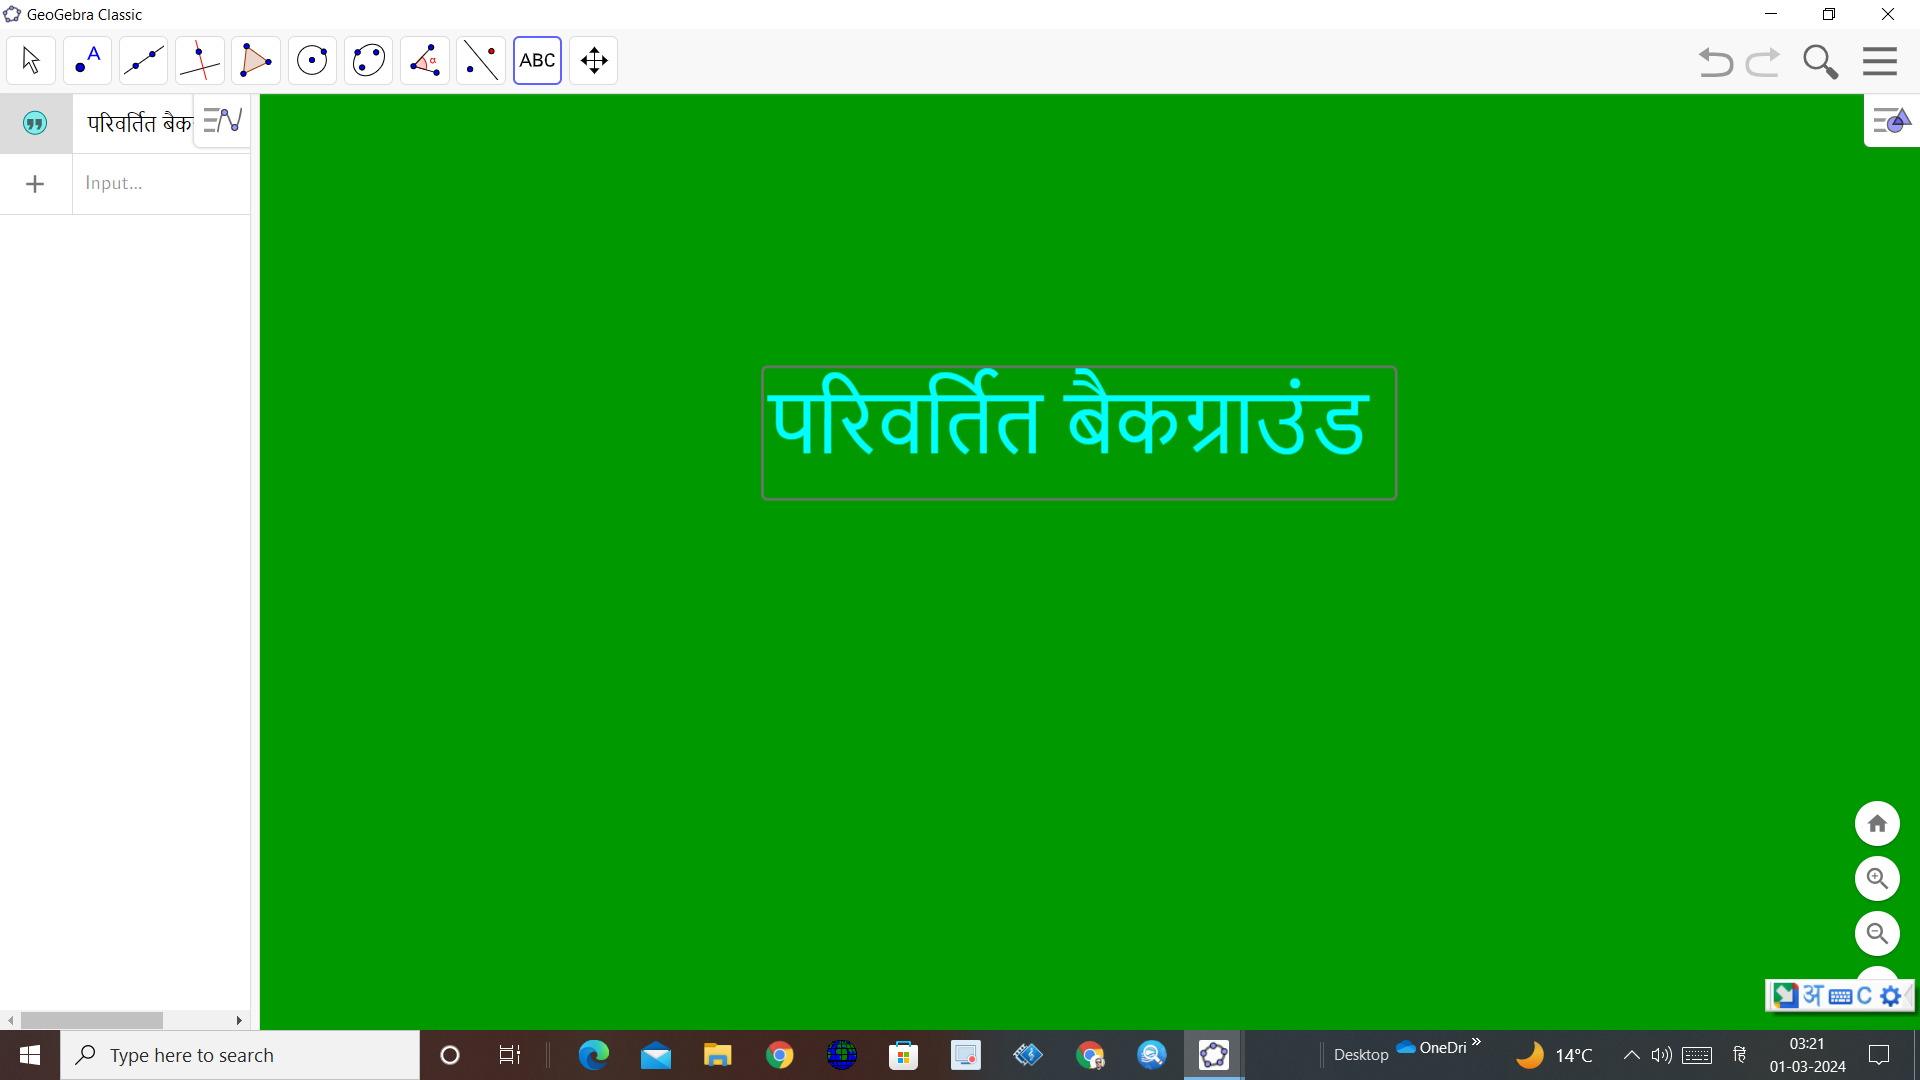 GeoGebra Classic
A
α
ABC
परिवर्तित बैक
Input...
परिवर्तित बैकग्राउंड
अ C
Type here to search
Desktop
OneDri »
14°C
हि
03:21
01-03-2024